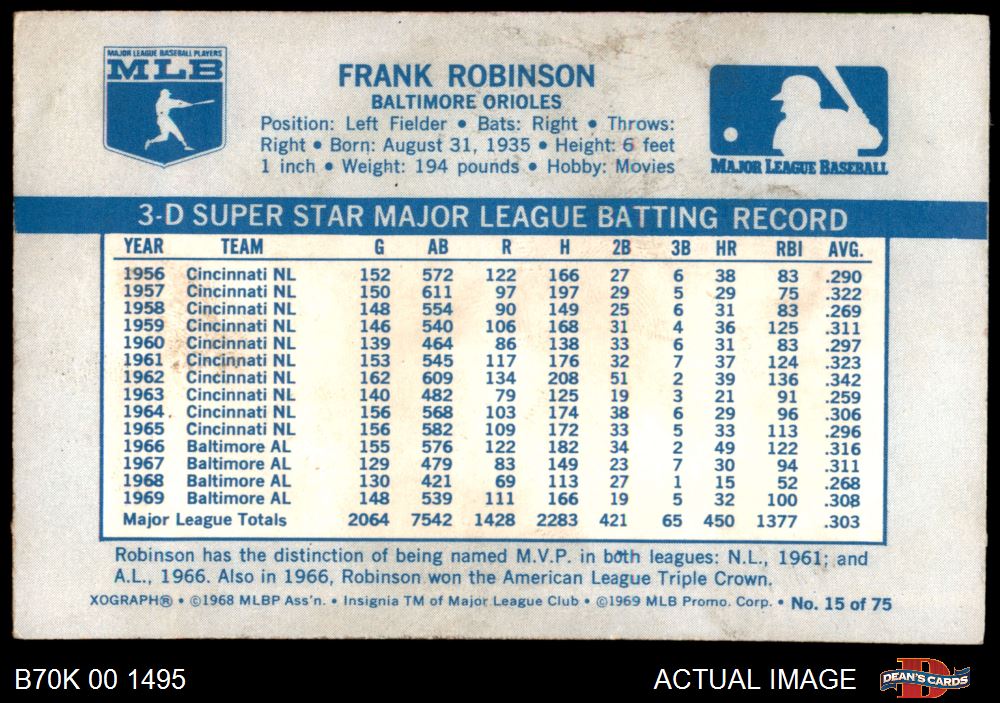 MAJOR LEAGUE BASEBALL PLAYERS
MLB
FRANK ROBINSON
BALTIMORE ORIOLES
Position: Left Fielder • Bats: Right • Throws:
Right • Born: August 31, 1935 • Height: 6 feet
1 inch • Weight: 194 pounds • Hobby: Movies
MAJOR LEAGUE BASEBALL
3-D SUPER STAR MAJOR LEAGUE BATTING RECORD
YEAR TEAM G AB R H 2B 3B HR RBI AVG.
1956 Cincinnati NL 152 572 122 166 27 6 38 83 .290
1957 Cincinnati NL 150 611 97 197 29 5 29 75 .322
1958 Cincinnati NL 148 554 90 149 25 6 31 83 .269
1959 Cincinnati NL 146 540 106 168 31 4 36 125 .311
1960 Cincinnati NL 139 464 86 138 33 6 31 83 .297
1961 Cincinnati NL 153 545 117 176 32 7 37 124 .323
1962 Cincinnati NL 162 609 134 208 51 2 39 136 .342
1963 Cincinnati NL 140 482 79 125 19 3 21 91 .259
1964 Cincinnati NL 156 568 103 174 38 6 29 96 .306
1965 Cincinnati NL 156 582 109 172 33 5 33 113 .296
1966 Baltimore AL 155 576 122 182 34 2 49 122 .316
1967 Baltimore AL 129 479 83 149 23 7 30 94 .311
1968 Baltimore AL 130 421 69 113 27 1 15 52 .268
1969 Baltimore AL 148 539 111 166 19 5 32 100 .308
Major League Totals 2064 7542 1428 2283 421 65 450 1377 .303
Robinson has the distinction of being named M.V.P. in both leagues: N.L., 1961; and
A.L., 1966. Also in 1966, Robinson won the American League Triple Crown.
XOGRAPH® • ©1968 MLBP Ass'n. • Insignia TM of Major League Club • ©1969 MLB Promo. Corp. • No. 15 of 75
B70K 00 1495
ACTUAL IMAGE
D
DEAN'S CARDS